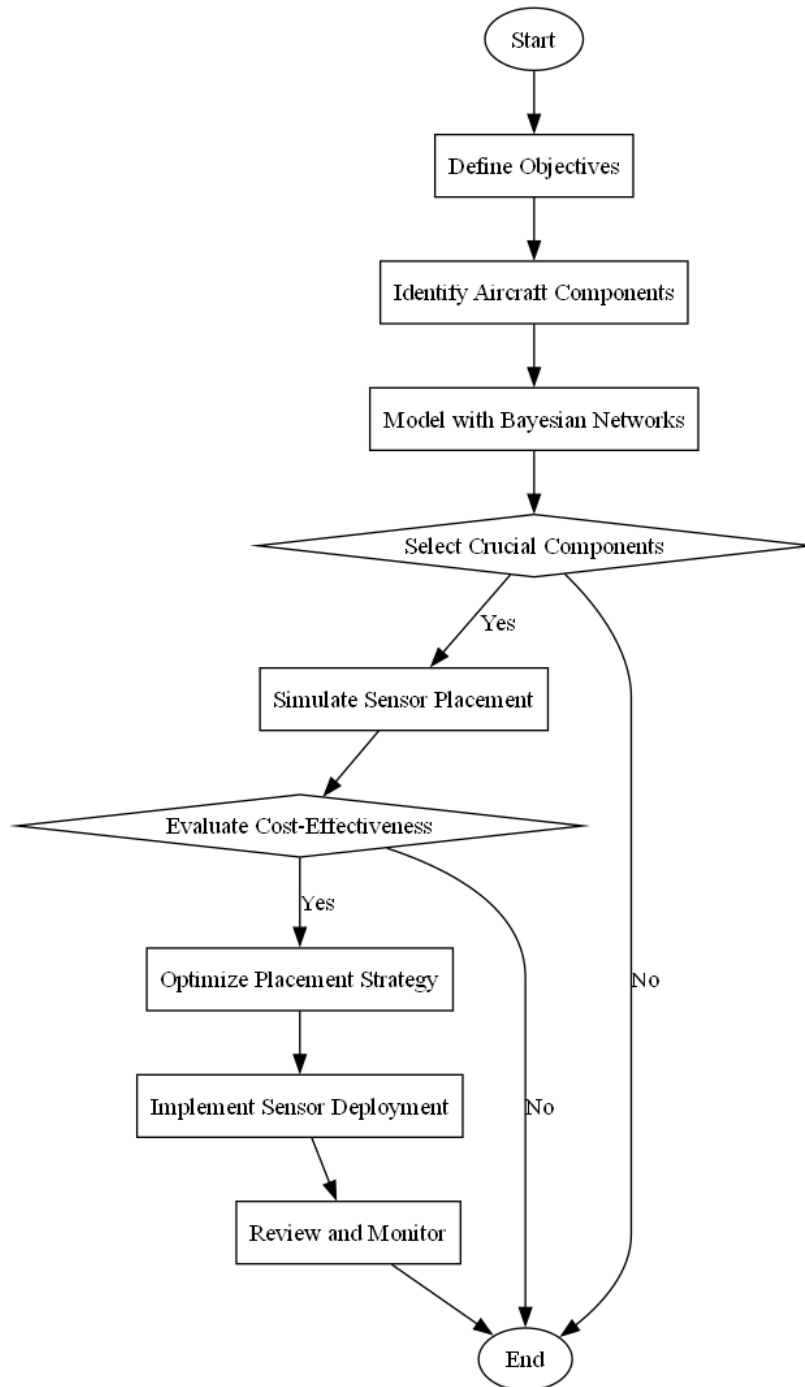 Start
Define Objectives
Identify Aircraft Components
Model with Bayesian Networks
Select Crucial Components
Yes
Simulate Sensor Placement
Evaluate Cost-Effectiveness
Yes
Optimize Placement Strategy
No
Implement Sensor Deployment
No
Review and Monitor
End